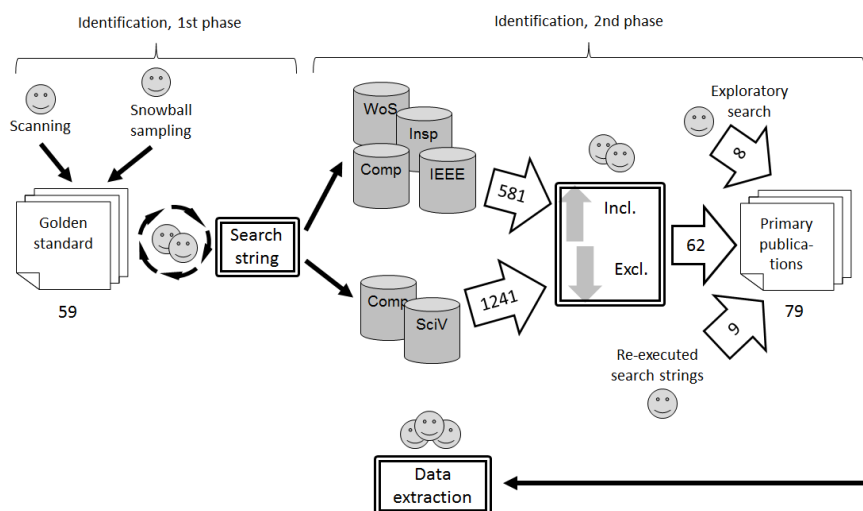 Identification, 1st phase
Identification, 2nd phase
Scanning
Snowball
sampling
Golden
standard
59
Search
string
WoS
Insp
Comp
IEEE
Comp
SciV
581
1241
Incl.
Excl.
62
Exploratory
search
8
Primary
publica-
tions
79
9
Re-executed
search strings
Data
extraction